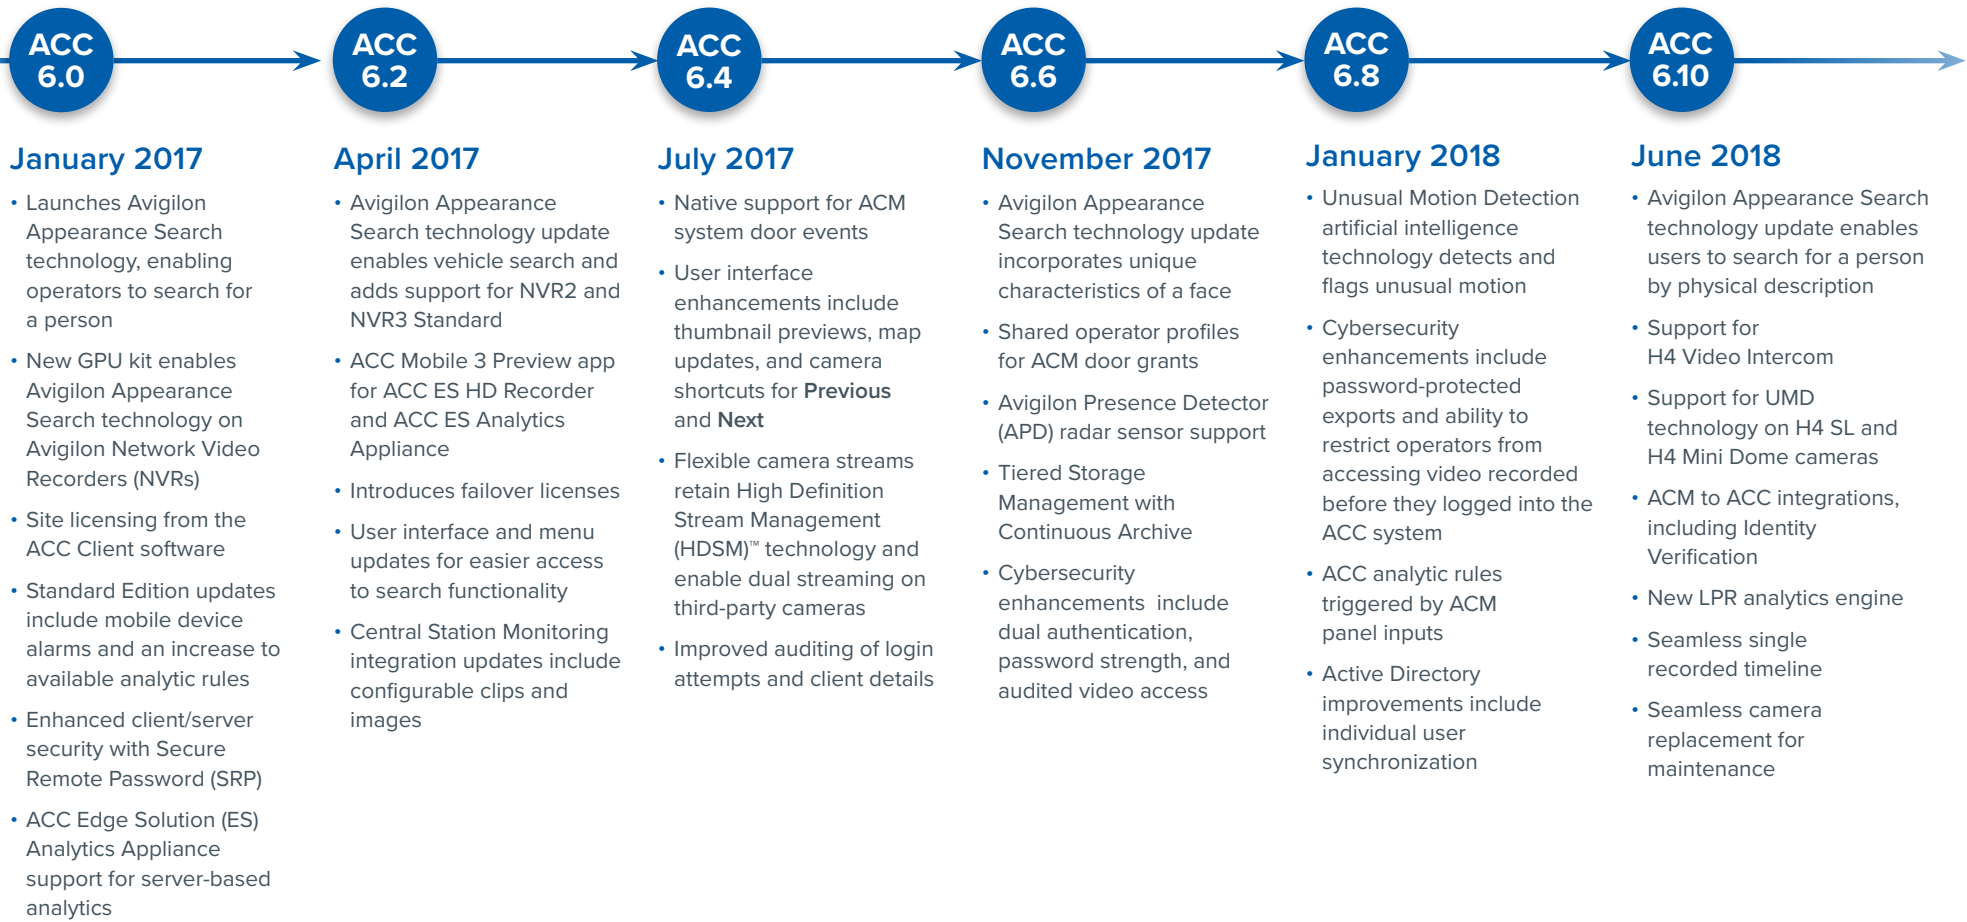 ACC
6.0
January 2017
• Launches Avigilon
Appearance Search
technology, enabling
operators to search for
a person
• New GPU kit enables
Avigilon Appearance
Search technology on
Avigilon Network Video
Recorders (NVRs)
• Site licensing from the
ACC Client software
• Standard Edition updates
include mobile device
alarms and an increase to
available analytic rules
• Enhanced client/server
security with Secure
Remote Password (SRP)
• ACC Edge Solution (ES)
Analytics Appliance
support for server-based
analytics
ACC
6.2
April 2017
• Avigilon Appearance
Search technology update
enables vehicle search and
adds support for NVR2 and
NVR3 Standard
• ACC Mobile 3 Preview app
for ACC ES HD Recorder
and ACC ES Analytics
Appliance
• Introduces failover licenses
• User interface and menu
updates for easier access
to search functionality
• Central Station Monitoring
integration updates include
configurable clips and
images
ACC
6.4
July 2017
• Native support for ACM
system door events
• User interface
enhancements include
thumbnail previews, map
updates, and camera
shortcuts for Previous
and Next
• Flexible camera streams
retain High Definition
Stream Management
(HDSM)™ technology and
enable dual streaming on
third-party cameras
• Improved auditing of login
attempts and client details
ACC
6.6
November 2017
• Avigilon Appearance
Search technology update
incorporates unique
characteristics of a face
• Shared operator profiles
for ACM door grants
• Avigilon Presence Detector
(APD) radar sensor support
• Tiered Storage
Management with
Continuous Archive
• Cybersecurity
enhancements include
dual authentication,
password strength, and
audited video access
ACC
6.8
January 2018
• Unusual Motion Detection
artificial intelligence
technology detects and
flags unusual motion
• Cybersecurity
enhancements include
password-protected
exports and ability to
restrict operators from
accessing video recorded
before they logged into the
ACC system
• ACC analytic rules
triggered by ACM
panel inputs
• Active Directory
improvements include
individual user
synchronization
ACC
6.10
June 2018
• Avigilon Appearance Search
technology update enables
users to search for a person
by physical description
• Support for
H4 Video Intercom
• Support for UMD
technology on H4 SL and
H4 Mini Dome cameras
• ACM to ACC integrations,
including Identity
Verification
• New LPR analytics engine
• Seamless single
recorded timeline
• Seamless camera
replacement for
maintenance